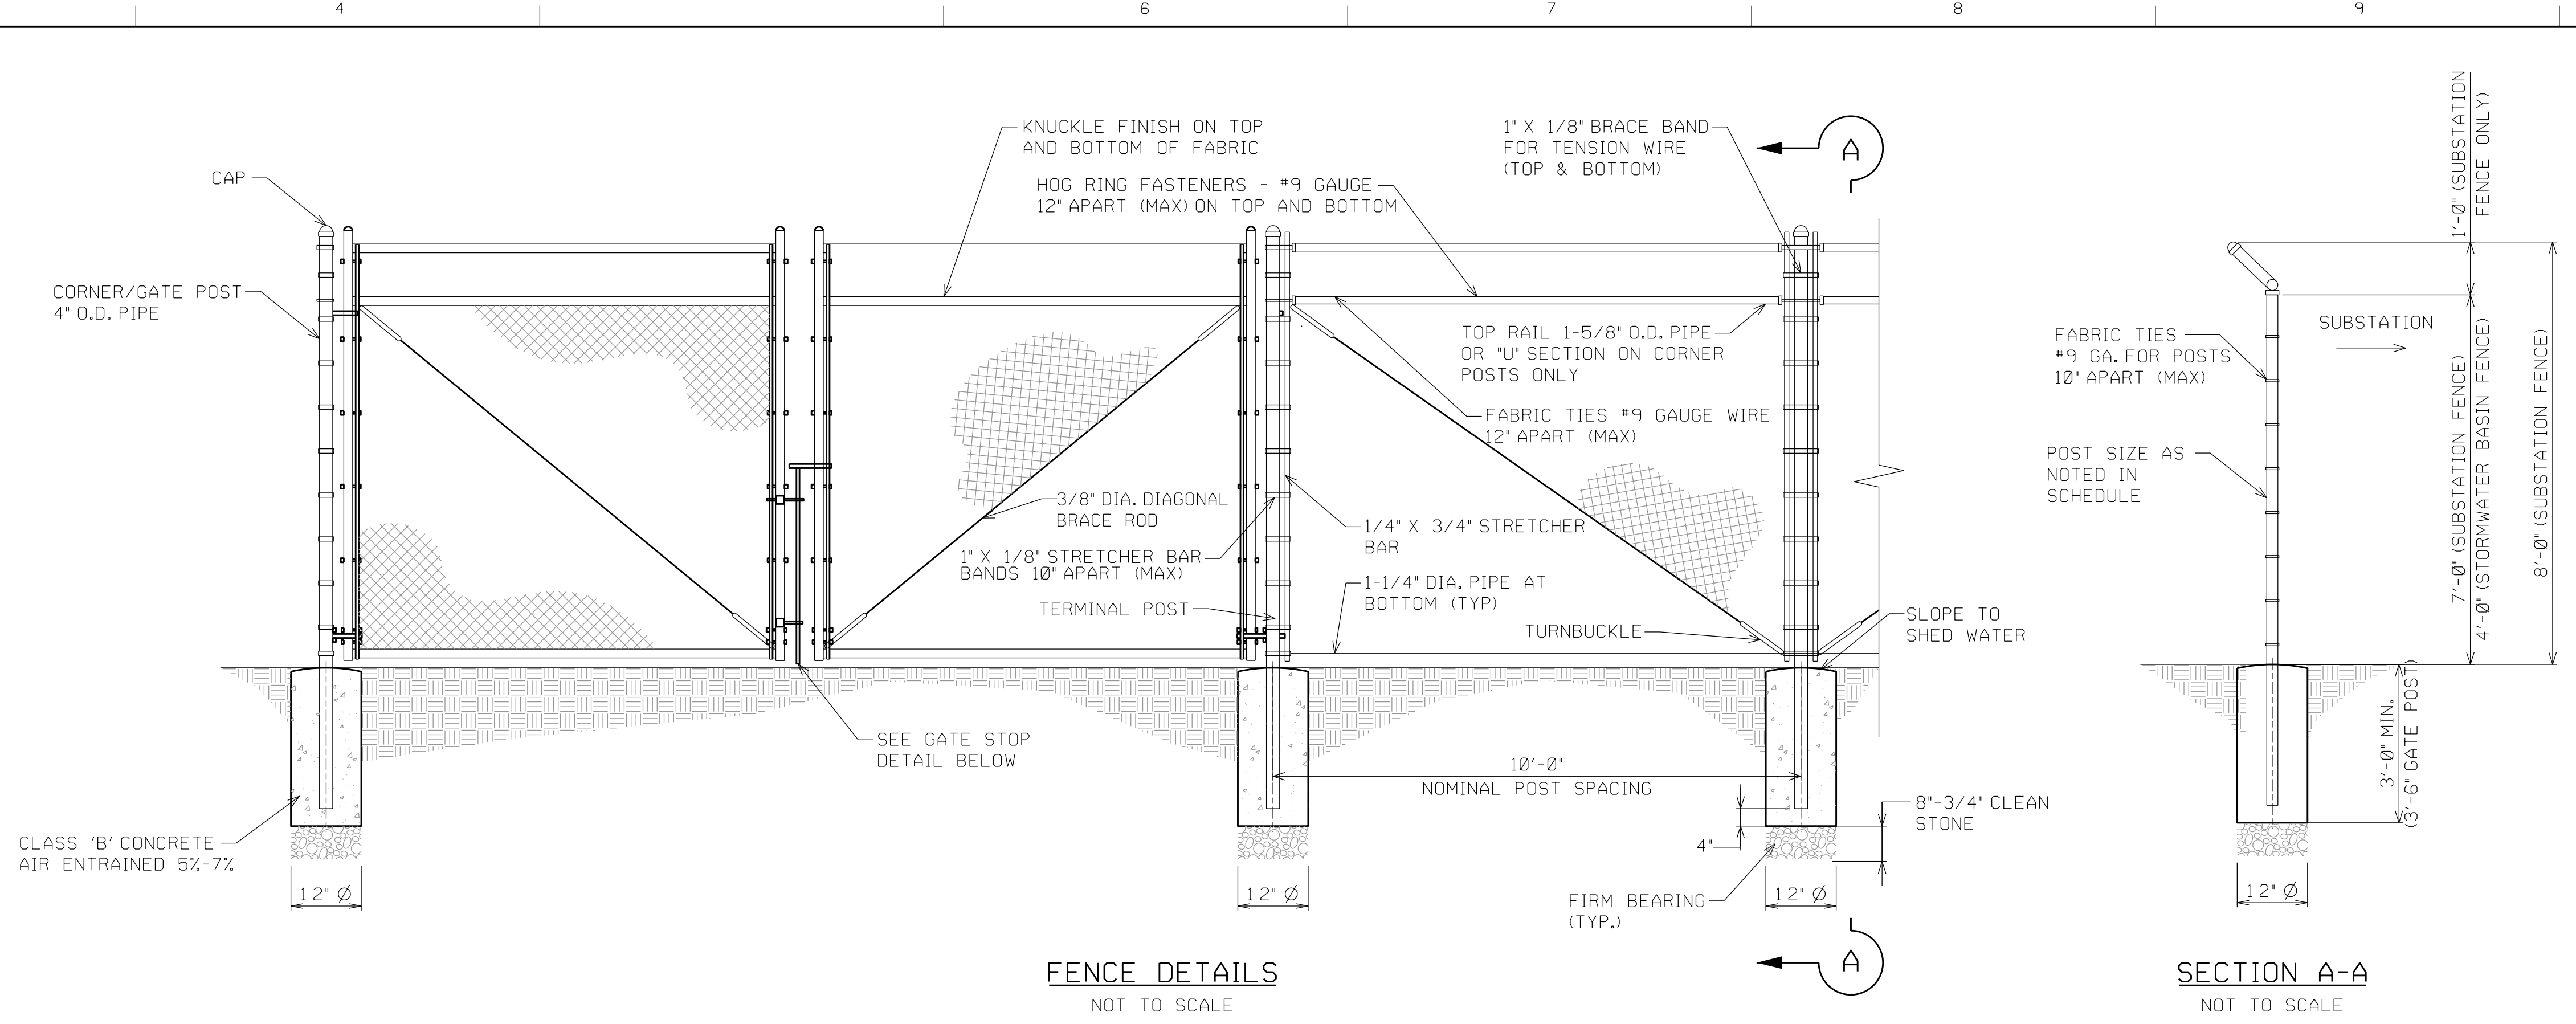 4
6
7
8
9
KNUCKLE FINISH ON TOP
AND BOTTOM OF FABRIC
HOG RING FASTENERS - #9 GAUGE
12" APART (MAX) ON TOP AND BOTTOM
1" X 1/8" BRACE BAND
FOR TENSION WIRE
(TOP & BOTTOM)
A
CAP
CORNER/GATE POST
4" O.D. PIPE
TOP RAIL 1-5/8" O.D. PIPE
OR "U" SECTION ON CORNER
POSTS ONLY
FABRIC TIES #9 GAUGE WIRE
12" APART (MAX)
3/8" DIA. DIAGONAL
BRACE ROD
1/4" X 3/4" STRETCHER
BAR
1" X 1/8" STRETCHER BAR
BANDS 10" APART (MAX)
1-1/4" DIA. PIPE AT
BOTTOM (TYP)
TERMINAL POST
TURNBUCKLE
SLOPE TO
SHED WATER
SEE GATE STOP
DETAIL BELOW
10'-0"
NOMINAL POST SPACING
8"-3/4" CLEAN
STONE
4"
CLASS 'B' CONCRETE
AIR ENTRAINED 5%-7%
12" Ø
12" Ø
12" Ø
FIRM BEARING
(TYP.)
A
FENCE DETAILS
NOT TO SCALE
1'-0" (SUBSTATION
FENCE ONLY)
SUBSTATION
FABRIC TIES
#9 GA. FOR POSTS
10" APART (MAX)
POST SIZE AS
NOTED IN
SCHEDULE
7'-0" (SUBSTATION FENCE)
4'-0" (STORMWATER BASIN FENCE)
8'-0" (SUBSTATION FENCE)
3'-0" MIN.
(3'-6" GATE POST)
12" Ø
SECTION A-A
NOT TO SCALE